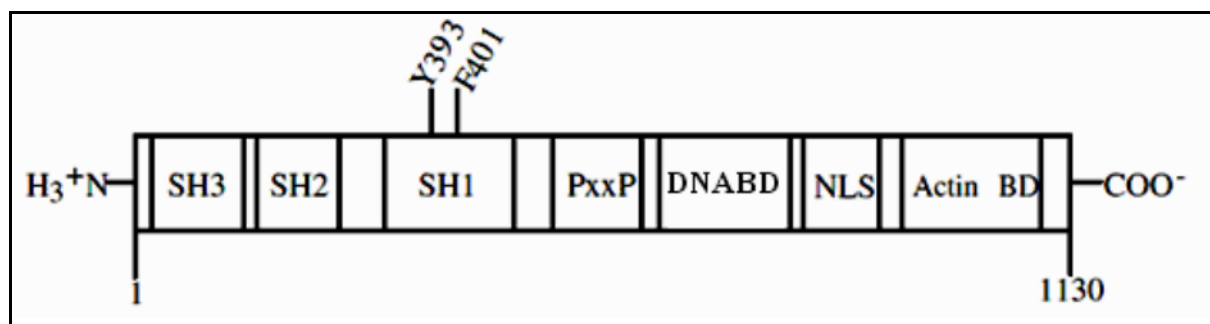 Y393
F401
H₃⁺N SH3 SH2 SH1 PxxP DNABD NLS Actin BD COO⁻
1 1130